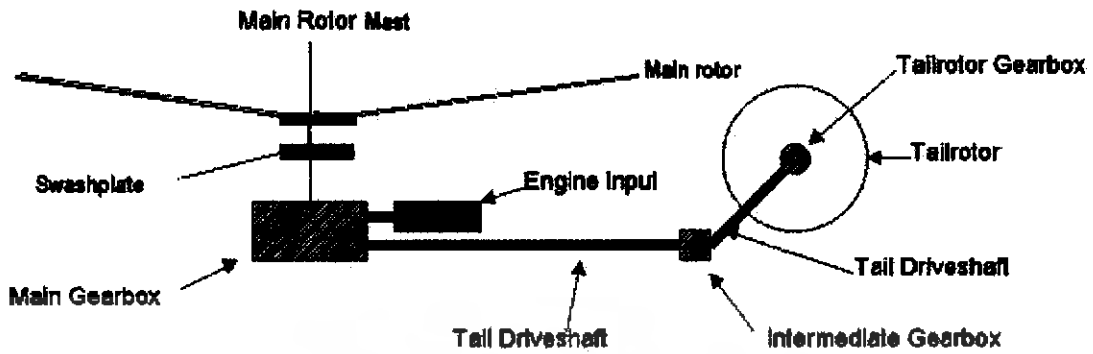 Main Rotor Mast
Main rotor
Tailrotor Gearbox
Tailrotor
Swashplate
Engine Input
Tail Driveshaft
Main Gearbox
Tail Driveshaft
Intermediate Gearbox